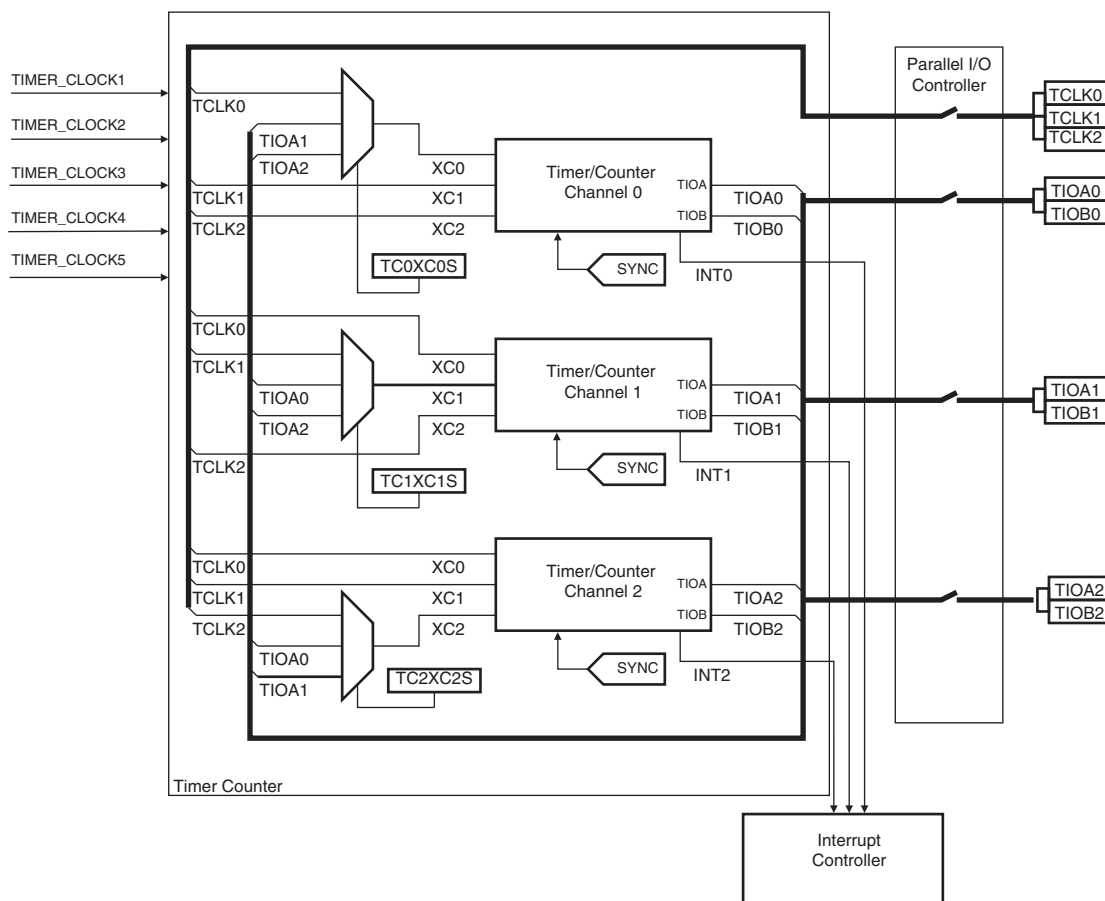 TIMER_CLOCK1
TIMER_CLOCK2
TIMER_CLOCK3
TIMER_CLOCK4
TIMER_CLOCK5
TCLK0
TIOA1
TIOA2
TCLK1
TCLK2
XC0
XC1
XC2
TC0XC0S
Timer/Counter
Channel 0
TIOA
TIOB
TIOA0
TIOB0
SYNC
INT0
TCLK0
TCLK1
TIOA0
TIOA2
TCLK2
XC0
XC1
XC2
TC1XC1S
Timer/Counter
Channel 1
TIOA
TIOB
TIOA1
TIOB1
SYNC
INT1
TCLK0
TCLK1
TCLK2
TIOA0
TIOA1
XC0
XC1
XC2
TC2XC2S
Timer/Counter
Channel 2
TIOA
TIOB
TIOA2
TIOB2
SYNC
INT2
Timer Counter
Parallel I/O
Controller
TCLK0
TCLK1
TCLK2
TIOA0
TIOB0
TIOA1
TIOB1
TIOA2
TIOB2
Interrupt
Controller